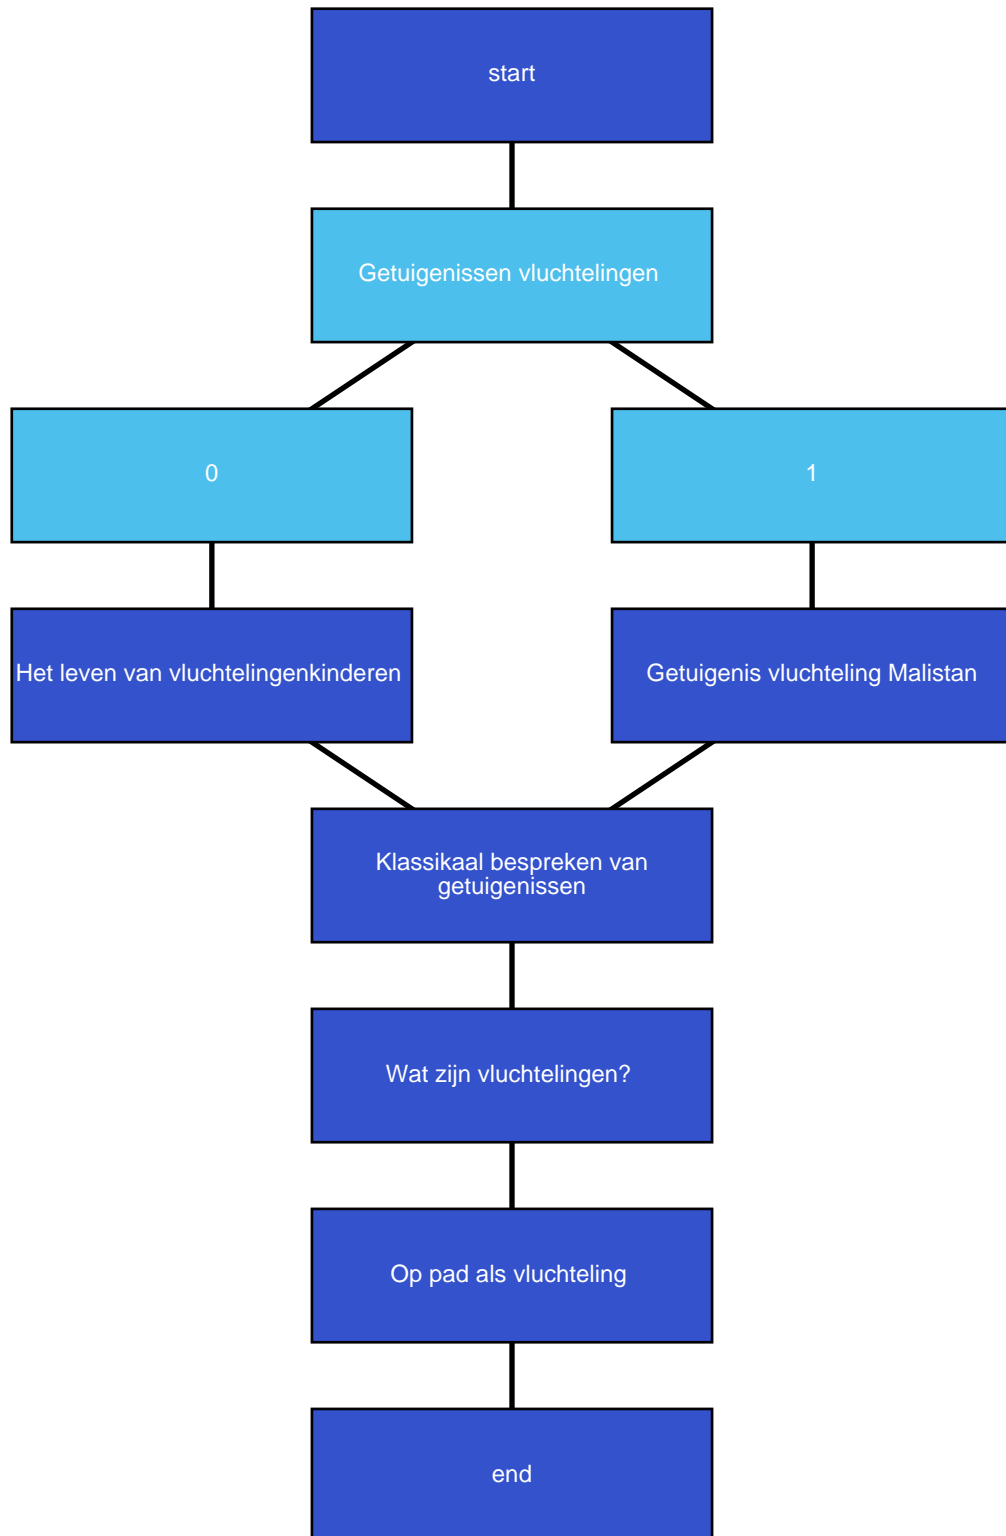 start
Getuigenissen vluchtelingen
0
1
Het leven van vluchtelingenkinderen
Getuigenis vluchteling Malistan
Klassikaal bespreken van
getuigenissen
Wat zijn vluchtelingen?
Op pad als vluchteling
end